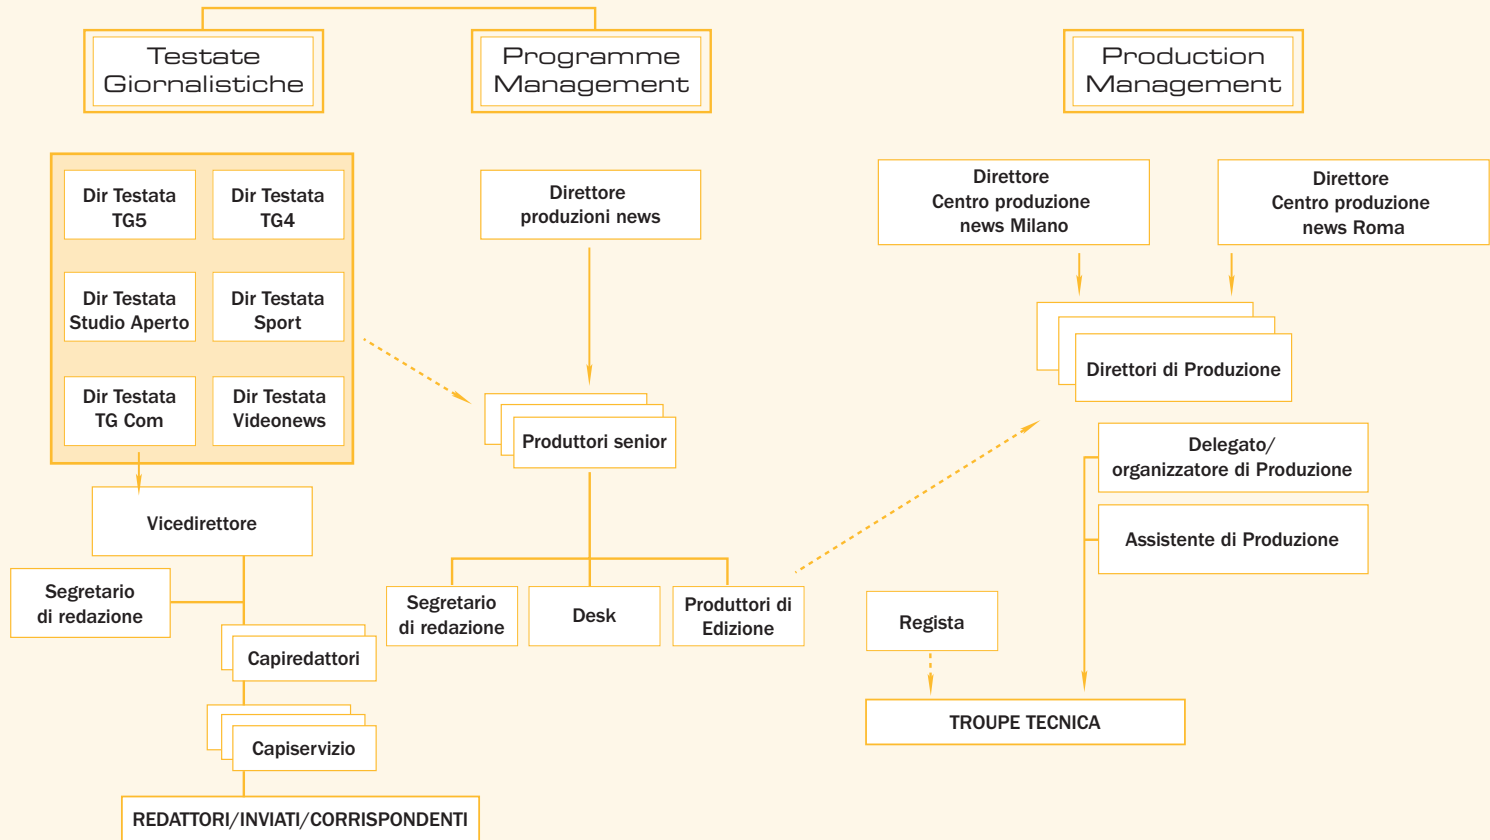 Testate
Giornalistiche
Programme
Management
Production
Management
Dir Testata
TG5
Dir Testata
TG4
Dir Testata
Studio Aperto
Dir Testata
Sport
Dir Testata
TG Com
Dir Testata
Videonews
Vicedirettore
Segretario
di redazione
Capiredattori
Capiservizio
REDATTORI/INVIATI/CORRISPONDENTI
Direttore
produzioni news
Produttori senior
Segretario
di redazione
Desk
Produttori di
Edizione
Direttore
Centro produzione
news Milano
Direttore
Centro produzione
news Roma
Direttori di Produzione
Delegato/
organizzatore di Produzione
Assistente di Produzione
Regista
TROUPE TECNICA